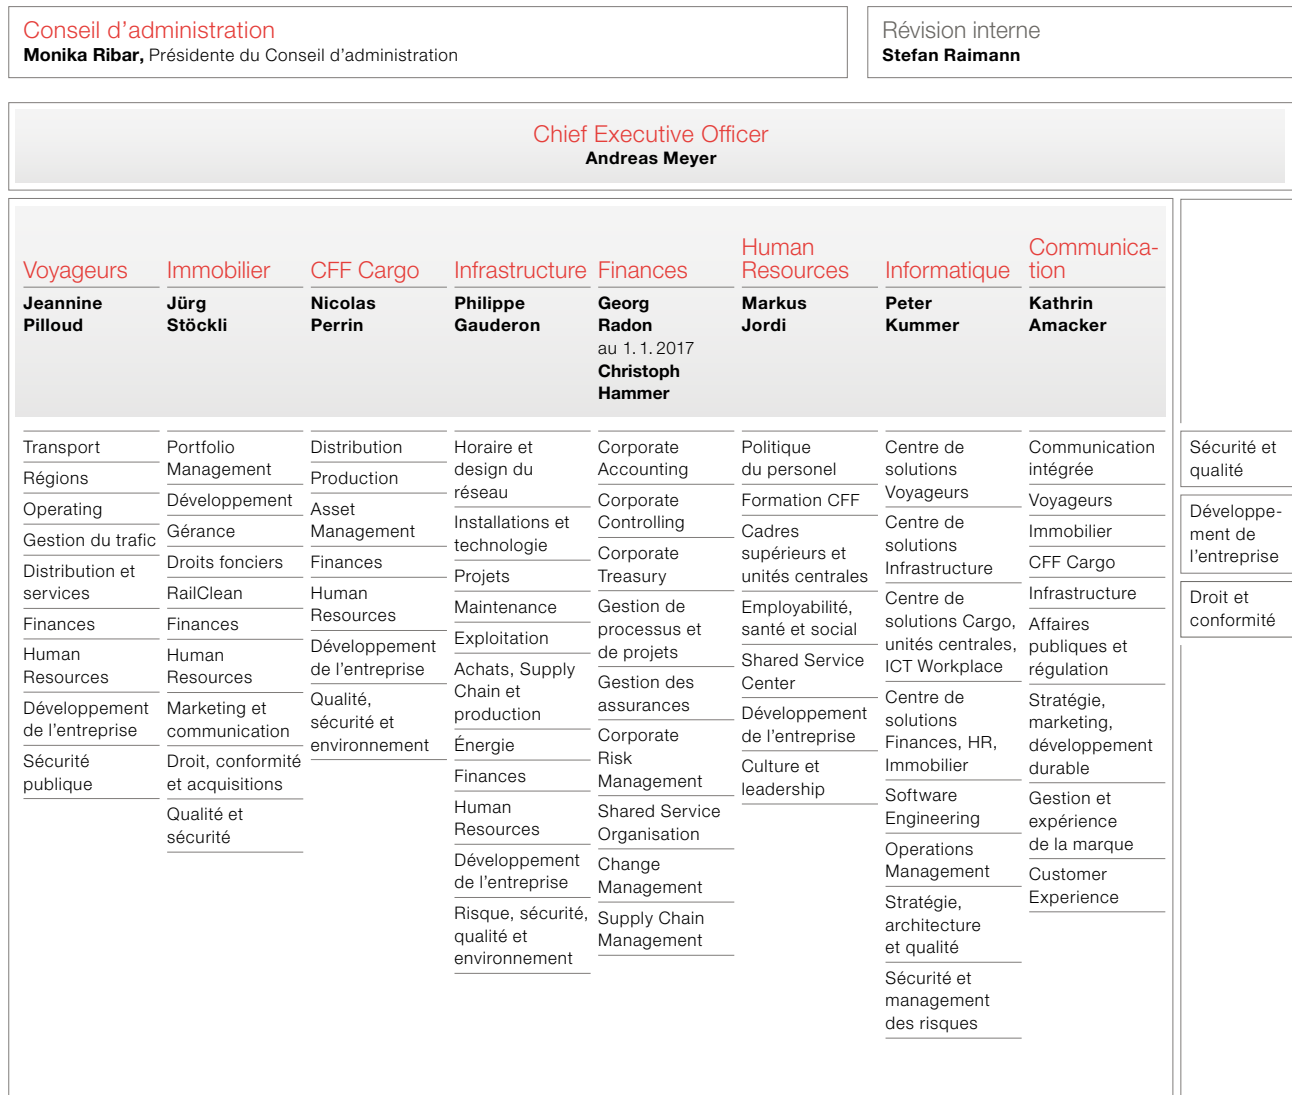 Conseil d’administration
Monika Ribar, Présidente du Conseil d’administration
Révision interne
Stefan Raimann
Chief Executive Officer
Andreas Meyer
Voyageurs
Jeannine
Pilloud
Transport
Régions
Operating
Gestion du trafic
Distribution et
services
Finances
Human
Resources
Développement
de l’entreprise
Sécurité
publique
Immobilier
Jürg
Stöckli
Portfolio
Management
Développement
Gérance
Droits fonciers
RailClean
Finances
Human
Resources
Marketing et
communication
Droit, conformité
et acquisitions
Qualité et
sécurité
CFF Cargo
Nicolas
Perrin
Distribution
Production
Asset
Management
Finances
Human
Resources
Développement
de l’entreprise
Qualité,
sécurité et
environnement
Infrastructure
Philippe
Gauderon
Horaire et
design du
réseau
Installations et
technologie
Projets
Maintenance
Exploitation
Achats, Supply
Chain et
production
Énergie
Finances
Human
Resources
Développement
de l’entreprise
Risque, sécurité,
qualité et
environnement
Finances
Georg
Radon
au 1. 1. 2017
Christoph
Hammer
Corporate
Accounting
Corporate
Controlling
Corporate
Treasury
Gestion de
processus et
de projets
Gestion des
assurances
Corporate
Risk
Management
Shared Service
Organisation
Change
Management
Supply Chain
Management
Human
Resources
Markus
Jordi
Politique
du personel
Formation CFF
Cadres
supérieurs et
unités centrales
Employabilité,
santé et social
Shared Service
Center
Développement
de l’entreprise
Culture et
leadership
Informatique
Peter
Kummer
Centre de
solutions
Voyageurs
Centre de
solutions
Infrastructure
Centre de
solutions Cargo,
unités centrales,
ICT Workplace
Centre de
solutions
Finances, HR,
Immobilier
Software
Engineering
Operations
Management
Stratégie,
architecture
et qualité
Sécurité et
management
des risques
Communica-
tion
Kathrin
Amacker
Communication
intégrée
Voyageurs
Immobilier
CFF Cargo
Infrastructure
Affaires
publiques et
régulation
Stratégie,
marketing,
développement
durable
Gestion et
expérience
de la marque
Customer
Experience
Sécurité et
qualité
Développe-
ment de
l’entreprise
Droit et
conformité